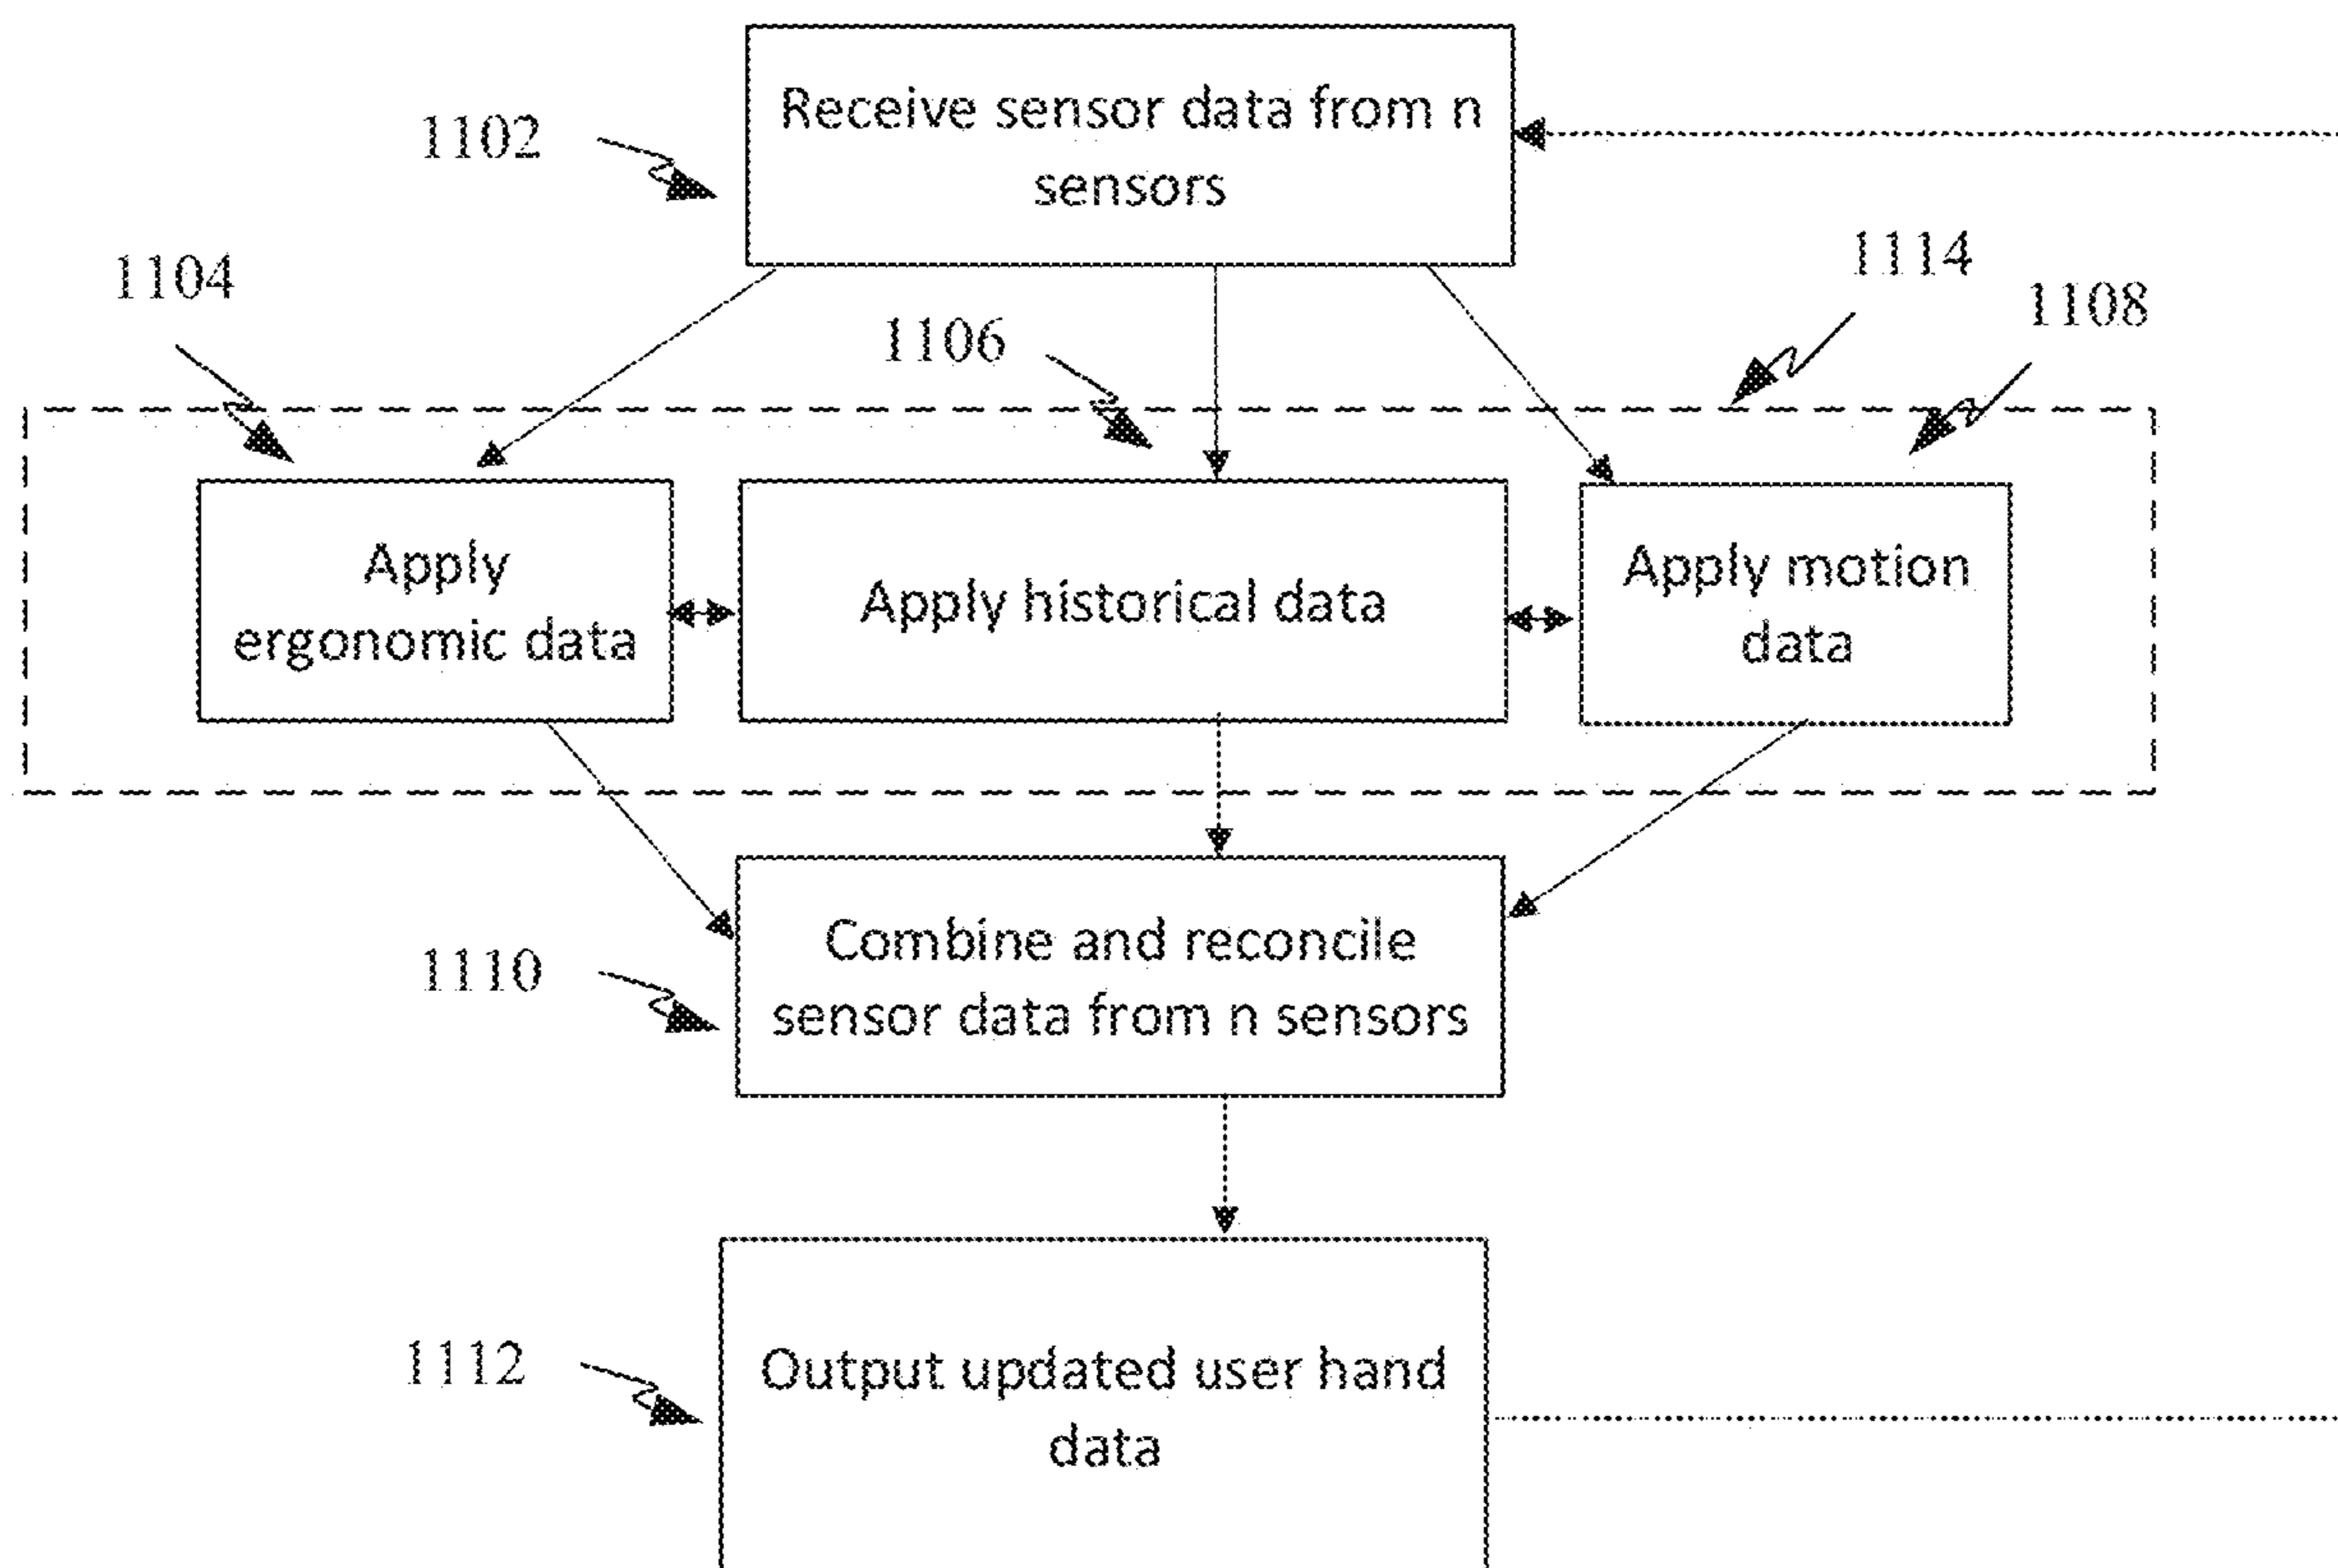 Receive sensor data from n
sensors
1102
1104
1106
1114
1108
Apply
ergonomic data
Apply historical data
Apply motion
data
1110
Combine and reconcile
sensor data from n sensors
1112
Output updated user hand
data